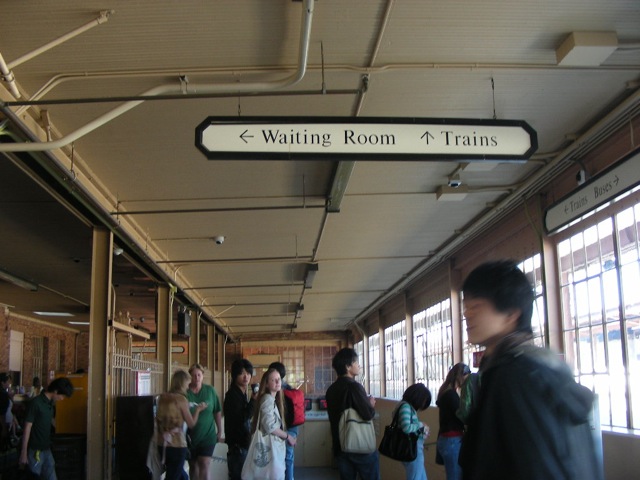 ← Waiting Room ↑ Trains
← Trains Buses →